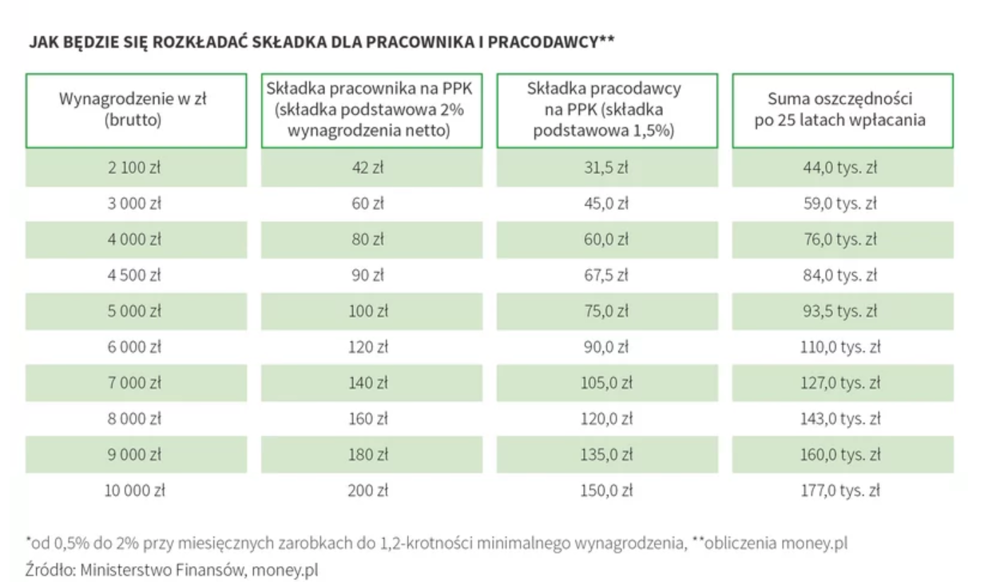 JAK BĘDZIE SIĘ ROZKŁADAĆ SKŁADKA DLA PRACOWNIKA I PRACODAWCY**
Wynagrodzenie w zł
(brutto)
Składka pracownika na PPK
(składka podstawowa 2%
wynagrodzenia netto)
Składka pracodawcy
na PPK (składka
podstawowa 1,5%)
Suma oszczędności
po 25 latach wpłacania
2 100 zł 42 zł 31,5 zł 44,0 tys. zł
3 000 zł 60 zł 45,0 zł 59,0 tys. zł
4 000 zł 80 zł 60,0 zł 76,0 tys. zł
4 500 zł 90 zł 67,5 zł 84,0 tys. zł
5 000 zł 100 zł 75,0 zł 93,5 tys. zł
6 000 zł 120 zł 90,0 zł 110,0 tys. zł
7 000 zł 140 zł 105,0 zł 127,0 tys. zł
8 000 zł 160 zł 120,0 zł 143,0 tys. zł
9 000 zł 180 zł 135,0 zł 160,0 tys. zł
10 000 zł 200 zł 150,0 zł 177,0 tys. zł
*od 0,5% do 2% przy miesięcznych zarobkach do 1,2-krotności minimalnego wynagrodzenia, **obliczenia money.pl
Źródło: Ministerstwo Finansów, money.pl